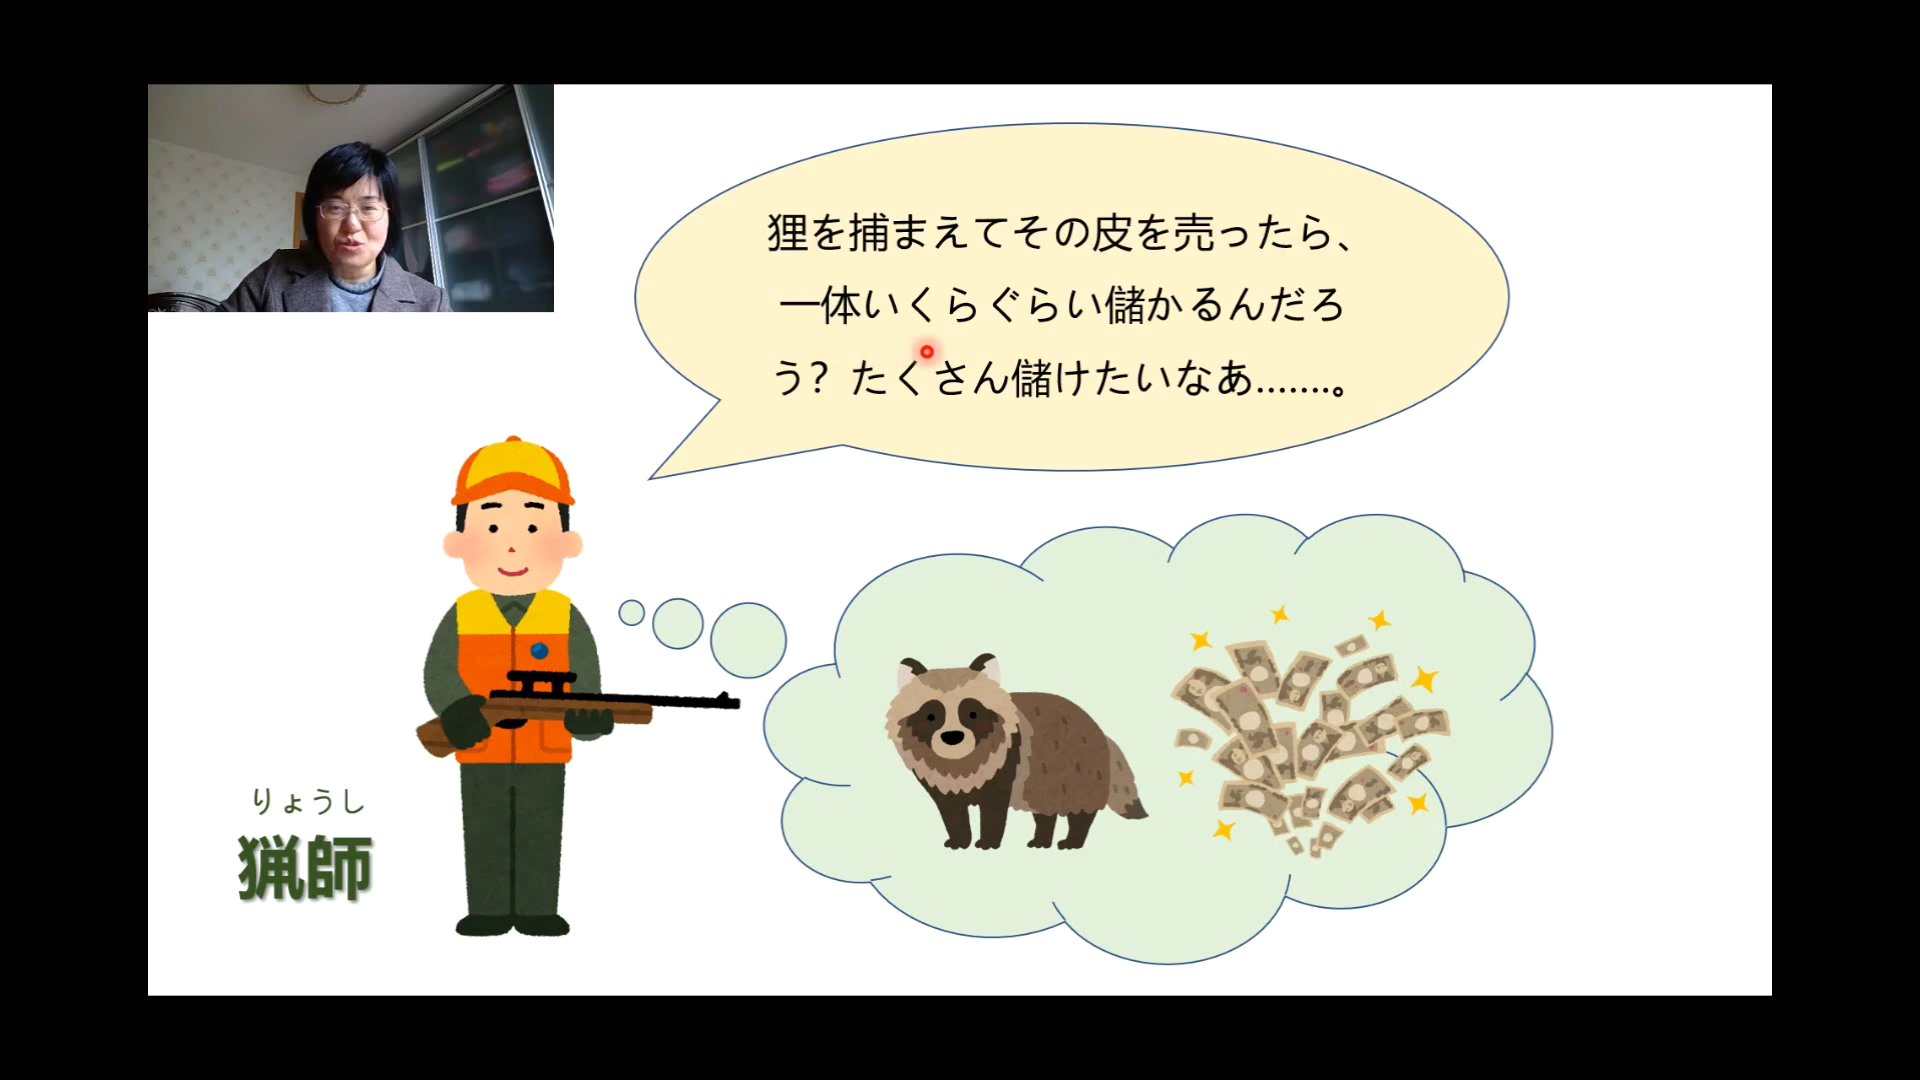 狸を捕まえてその皮を売ったら、
一体いくらぐらい儲かるんだろ
う？たくさん儲けたいなあ.......。
りょうし
猟師